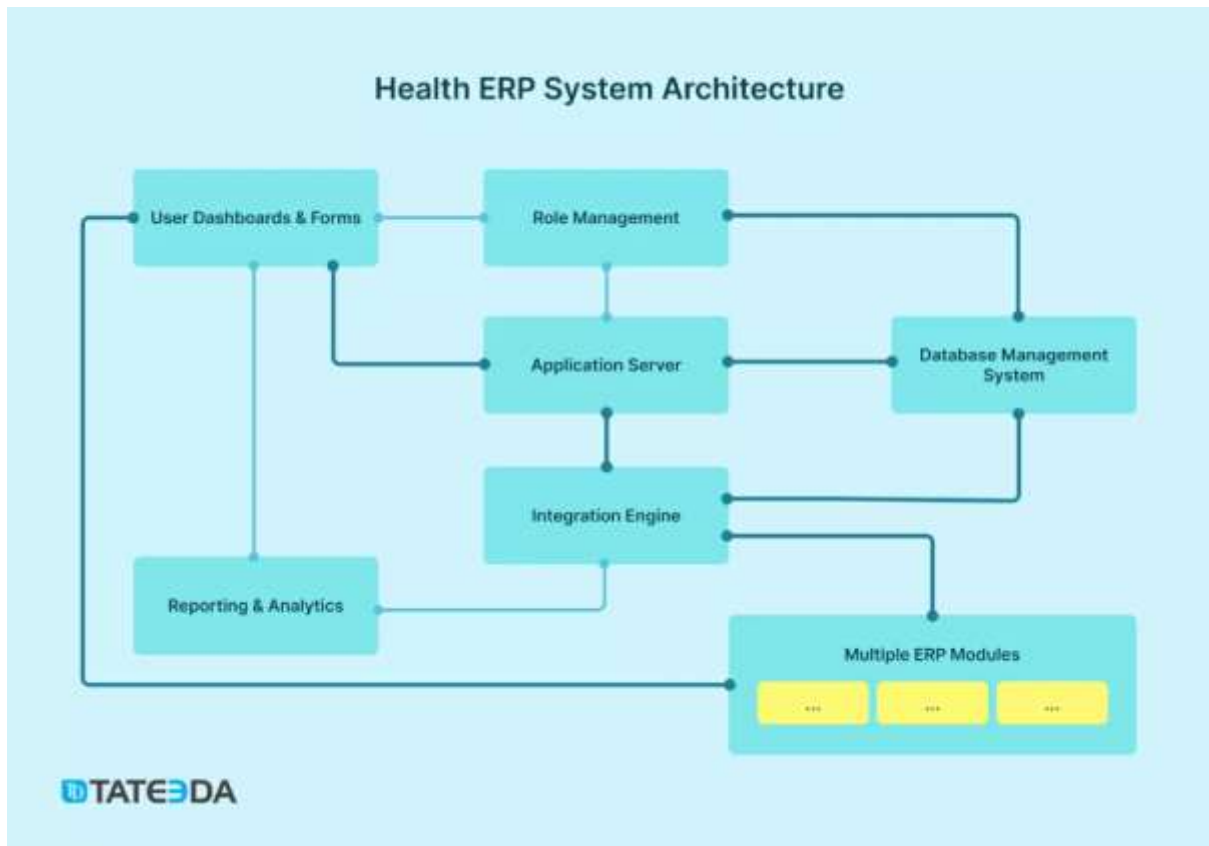 Health ERP System Architecture
User Dashboards & Forms
Role Management
Application Server
Database Management
System
Integration Engine
Reporting & Analytics
Multiple ERP Modules
...
...
...
TATEEDA